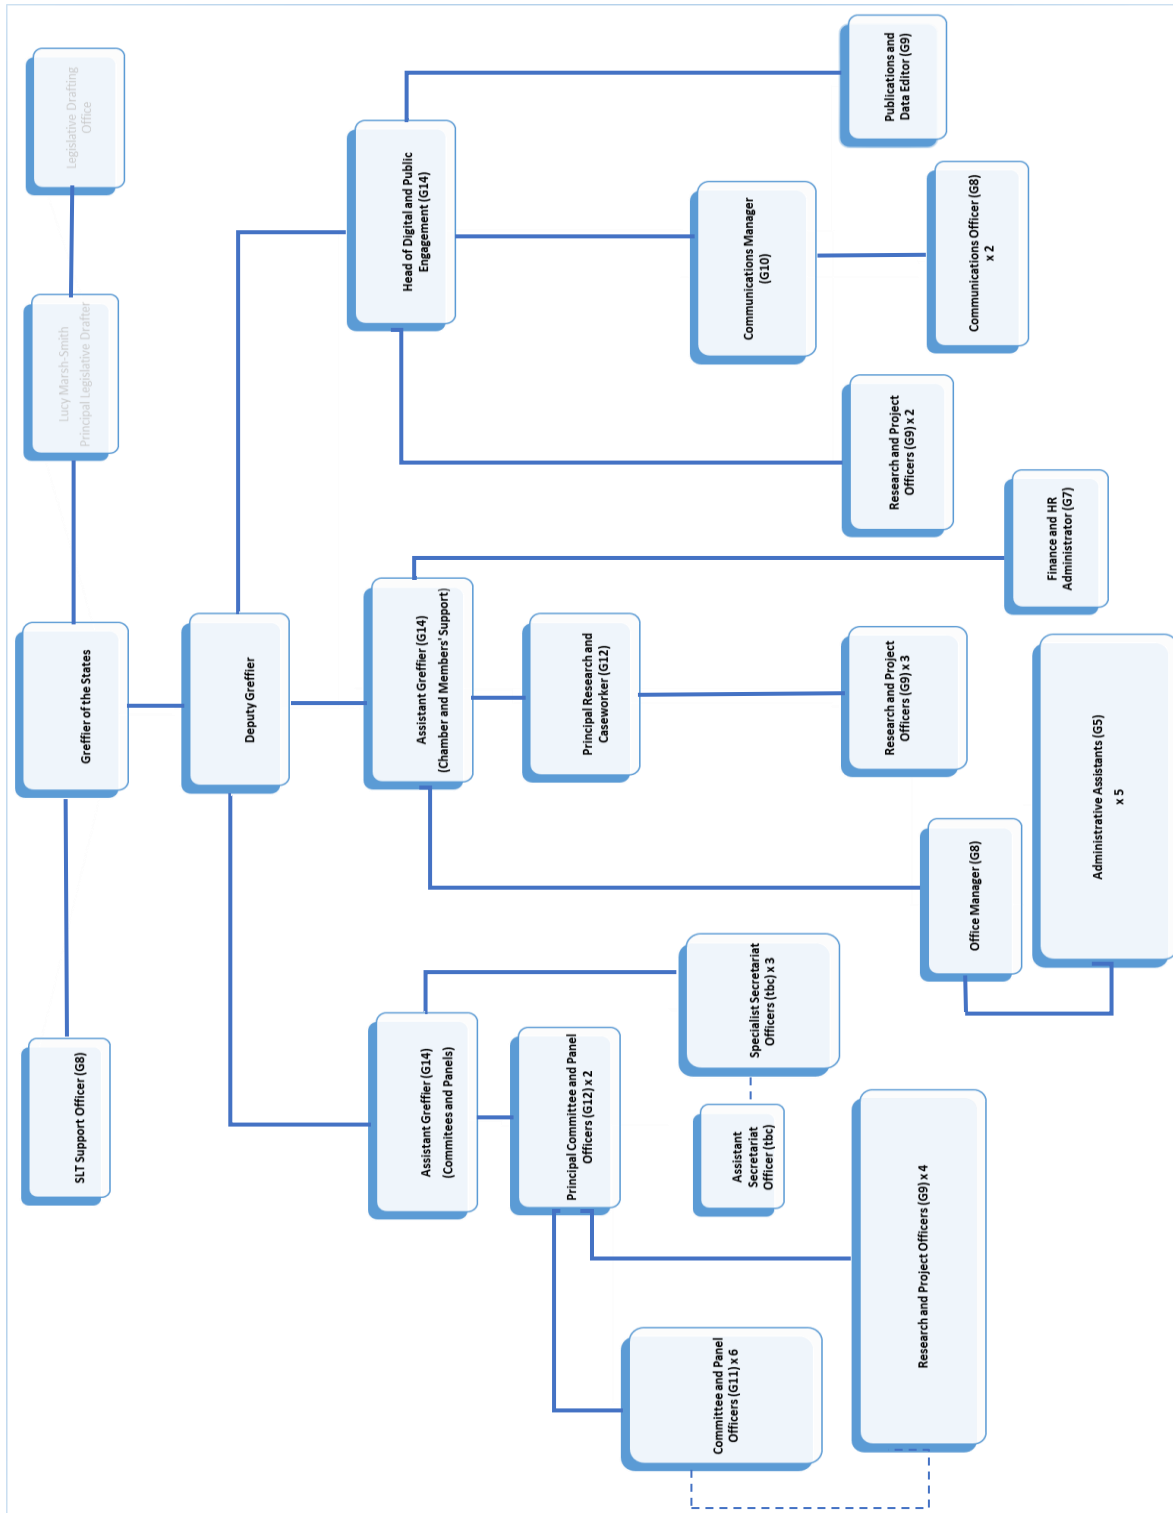 SLT Support Officer (G8)
Greffier of the States
Lucy Marsh-Smith
Principal Legislative Drafter
Legislative Drafting
Office
Deputy Greffier
Assistant Greffier (G14)
(Commitees and Panels)
Assistant Greffier (G14)
(Chamber and Members' Support)
Head of Digital and Public
Engagement (G14)
Principal Committee and Panel
Officers (G12) x 2
Principal Research and
Caseworker (G12)
Committee and Panel
Officers (G11) x 6
Assistant
Secretariat
Officer (tbc)
Specialist Secretariat
Officers (tbc) x 3
Communications Manager
(G10)
Research and Project Officers (G9) x 4
Research and Project
Officers (G9) x 3
Research and Project
Officers (G9) x 2
Publications and
Data Editor (G9)
Office Manager (G8)
Communications Officer (G8)
x 2
Finance and HR
Administrator (G7)
Administrative Assistants (G5)
x 5